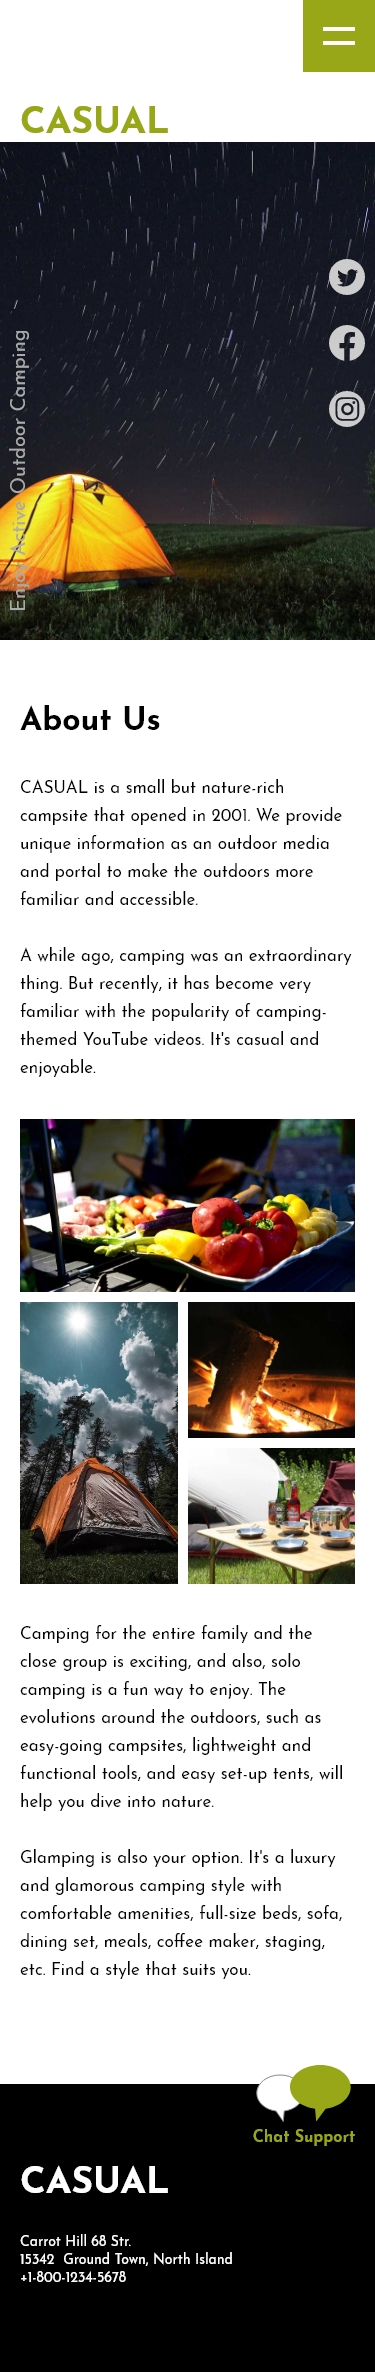 CASUAL
Enjoy Active Outdoor Camping
About Us
CASUAL is a small but nature-rich
campsite that opened in 2001. We provide
unique information as an outdoor media
and portal to make the outdoors more
familiar and accessible.
A while ago, camping was an extraordinary
thing. But recently, it has become very
familiar with the popularity of camping-
themed YouTube videos. It's casual and
enjoyable.
Camping for the entire family and the
close group is exciting, and also, solo
camping is a fun way to enjoy. The
evolutions around the outdoors, such as
easy-going campsites, lightweight and
functional tools, and easy set-up tents, will
help you dive into nature.
Glamping is also your option. It's a luxury
and glamorous camping style with
comfortable amenities, full-size beds, sofa,
dining set, meals, coffee maker, staging,
etc. Find a style that suits you.
Chat Support
CASUAL
Carrot Hill 68 Str.
15342  Ground Town, North Island
+1-800-1234-5678